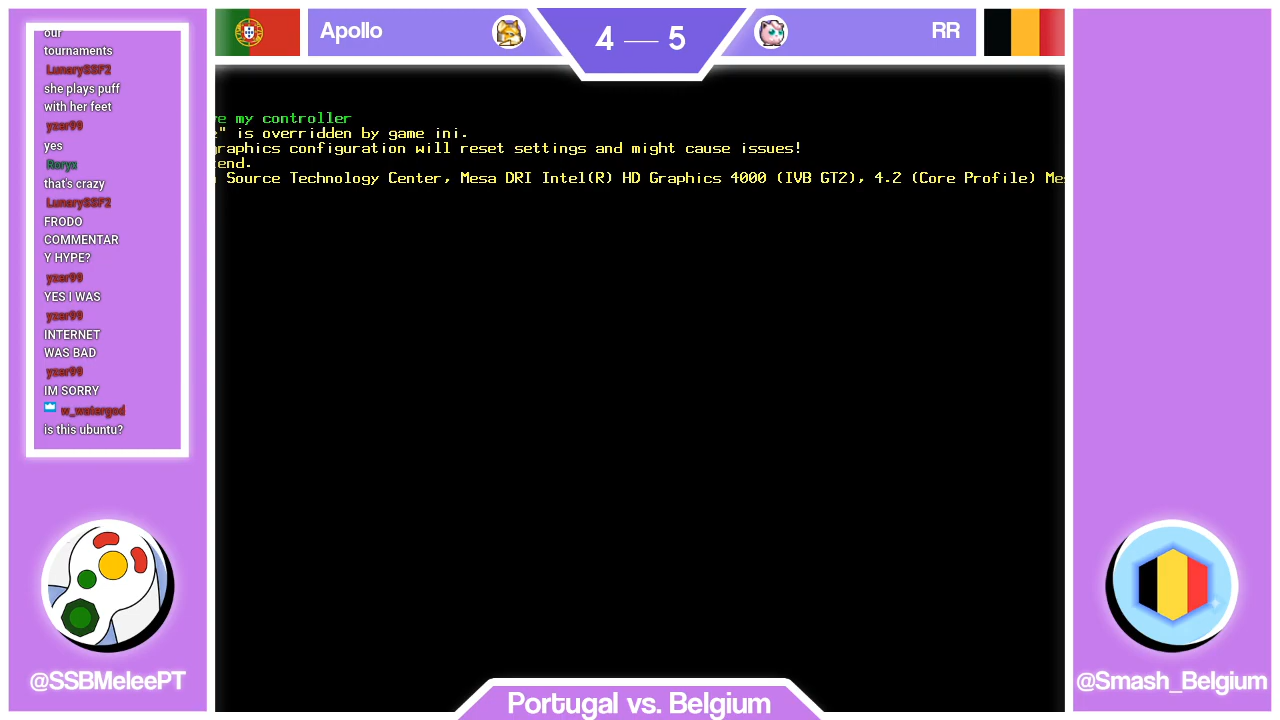 our
tournaments
LunarySSF2
she plays puff
with her feet
yzer99
yes
Roryx
that's crazy
LunarySSF2
FRODO
COMMENTAR
Y HYPE?
yzer99
YES I WAS
yzer99
INTERNET
WAS BAD
yzer99
IM SORRY
w_watergod
is this ubuntu?
@SSBMeleePT
Apollo
4 — 5
RR
ve my controller
" is overridden by game ini.
raphics configuration will reset settings and might cause issues!
end.
Source Technology Center, Mesa DRI Intel(R) HD Graphics 4000 (IVB GT2), 4.2 (Core Profile) Mes
Portugal vs. Belgium
@Smash_Belgium